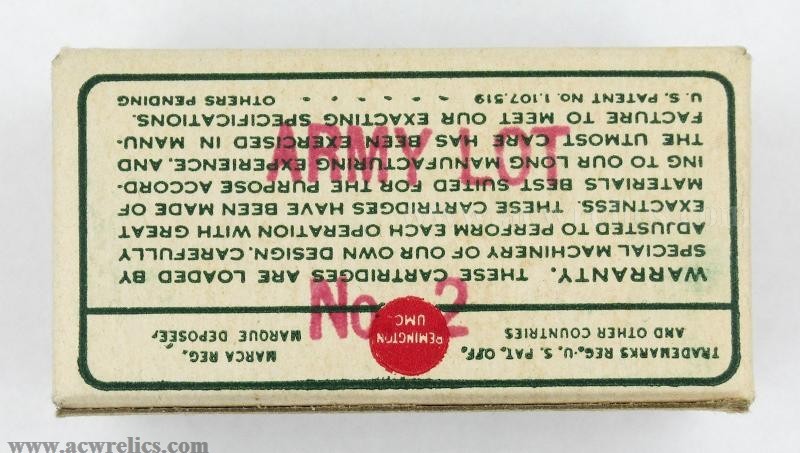 TRADEMARKS REG. U. S. PAT. OFF.
AND OTHER COUNTRIES
REMINGTON
UMC
MARCA REG.
MARQUE DEPOSÉE
WARRANTY. THESE CARTRIDGES ARE LOADED BY
SPECIAL MACHINERY OF OUR OWN DESIGN, CAREFULLY
ADJUSTED TO PERFORM EACH OPERATION WITH GREAT
EXACTNESS. THESE CARTRIDGES HAVE BEEN MADE OF
MATERIALS BEST SUITED FOR THE PURPOSE ACCORD-
ING TO OUR LONG MANUFACTURING EXPERIENCE, AND
THE UTMOST CARE HAS BEEN EXERCISED IN MANU-
FACTURE TO MEET OUR EXACTING SPECIFICATIONS.
U. S. PATENT NO. 1,107,519 - - - - - - OTHERS PENDING
ARMY LOT
No. 2
www.acwrelics.com